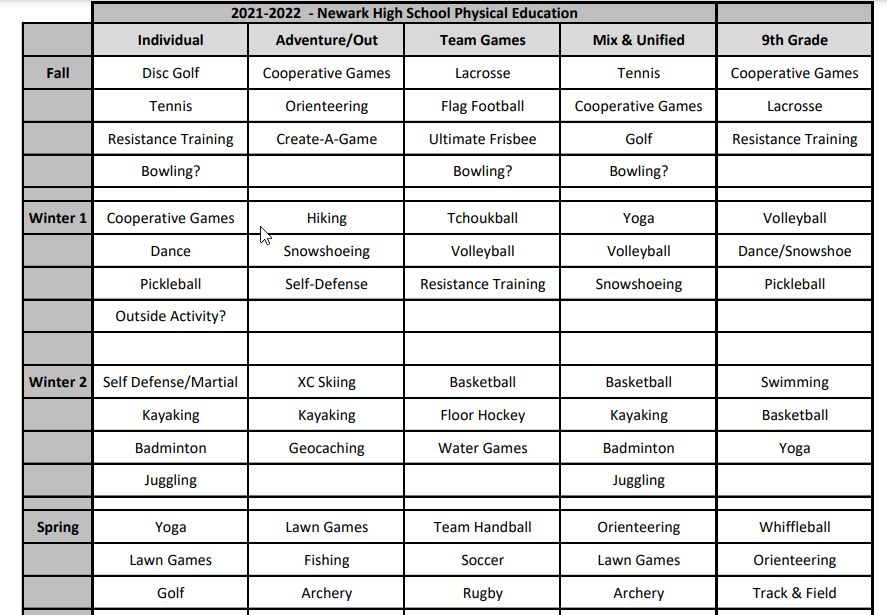 2021-2022 - Newark High School Physical Education
Individual Adventure/Out Team Games Mix & Unified 9th Grade
Fall Disc Golf Cooperative Games Lacrosse Tennis Cooperative Games
Tennis Orienteering Flag Football Cooperative Games Lacrosse
Resistance Training Create-A-Game Ultimate Frisbee Golf Resistance Training
Bowling? Bowling? Bowling?
Winter 1 Cooperative Games Hiking Tchoukball Yoga Volleyball
Dance Snowshoeing Volleyball Volleyball Dance/Snowshoe
Pickleball Self-Defense Resistance Training Snowshoeing Pickleball
Outside Activity?
Winter 2 Self Defense/Martial XC Skiing Basketball Basketball Swimming
Kayaking Kayaking Floor Hockey Kayaking Basketball
Badminton Geocaching Water Games Badminton Yoga
Juggling Juggling
Spring Yoga Lawn Games Team Handball Orienteering Whiffleball
Lawn Games Fishing Soccer Lawn Games Orienteering
Golf Archery Rugby Archery Track & Field